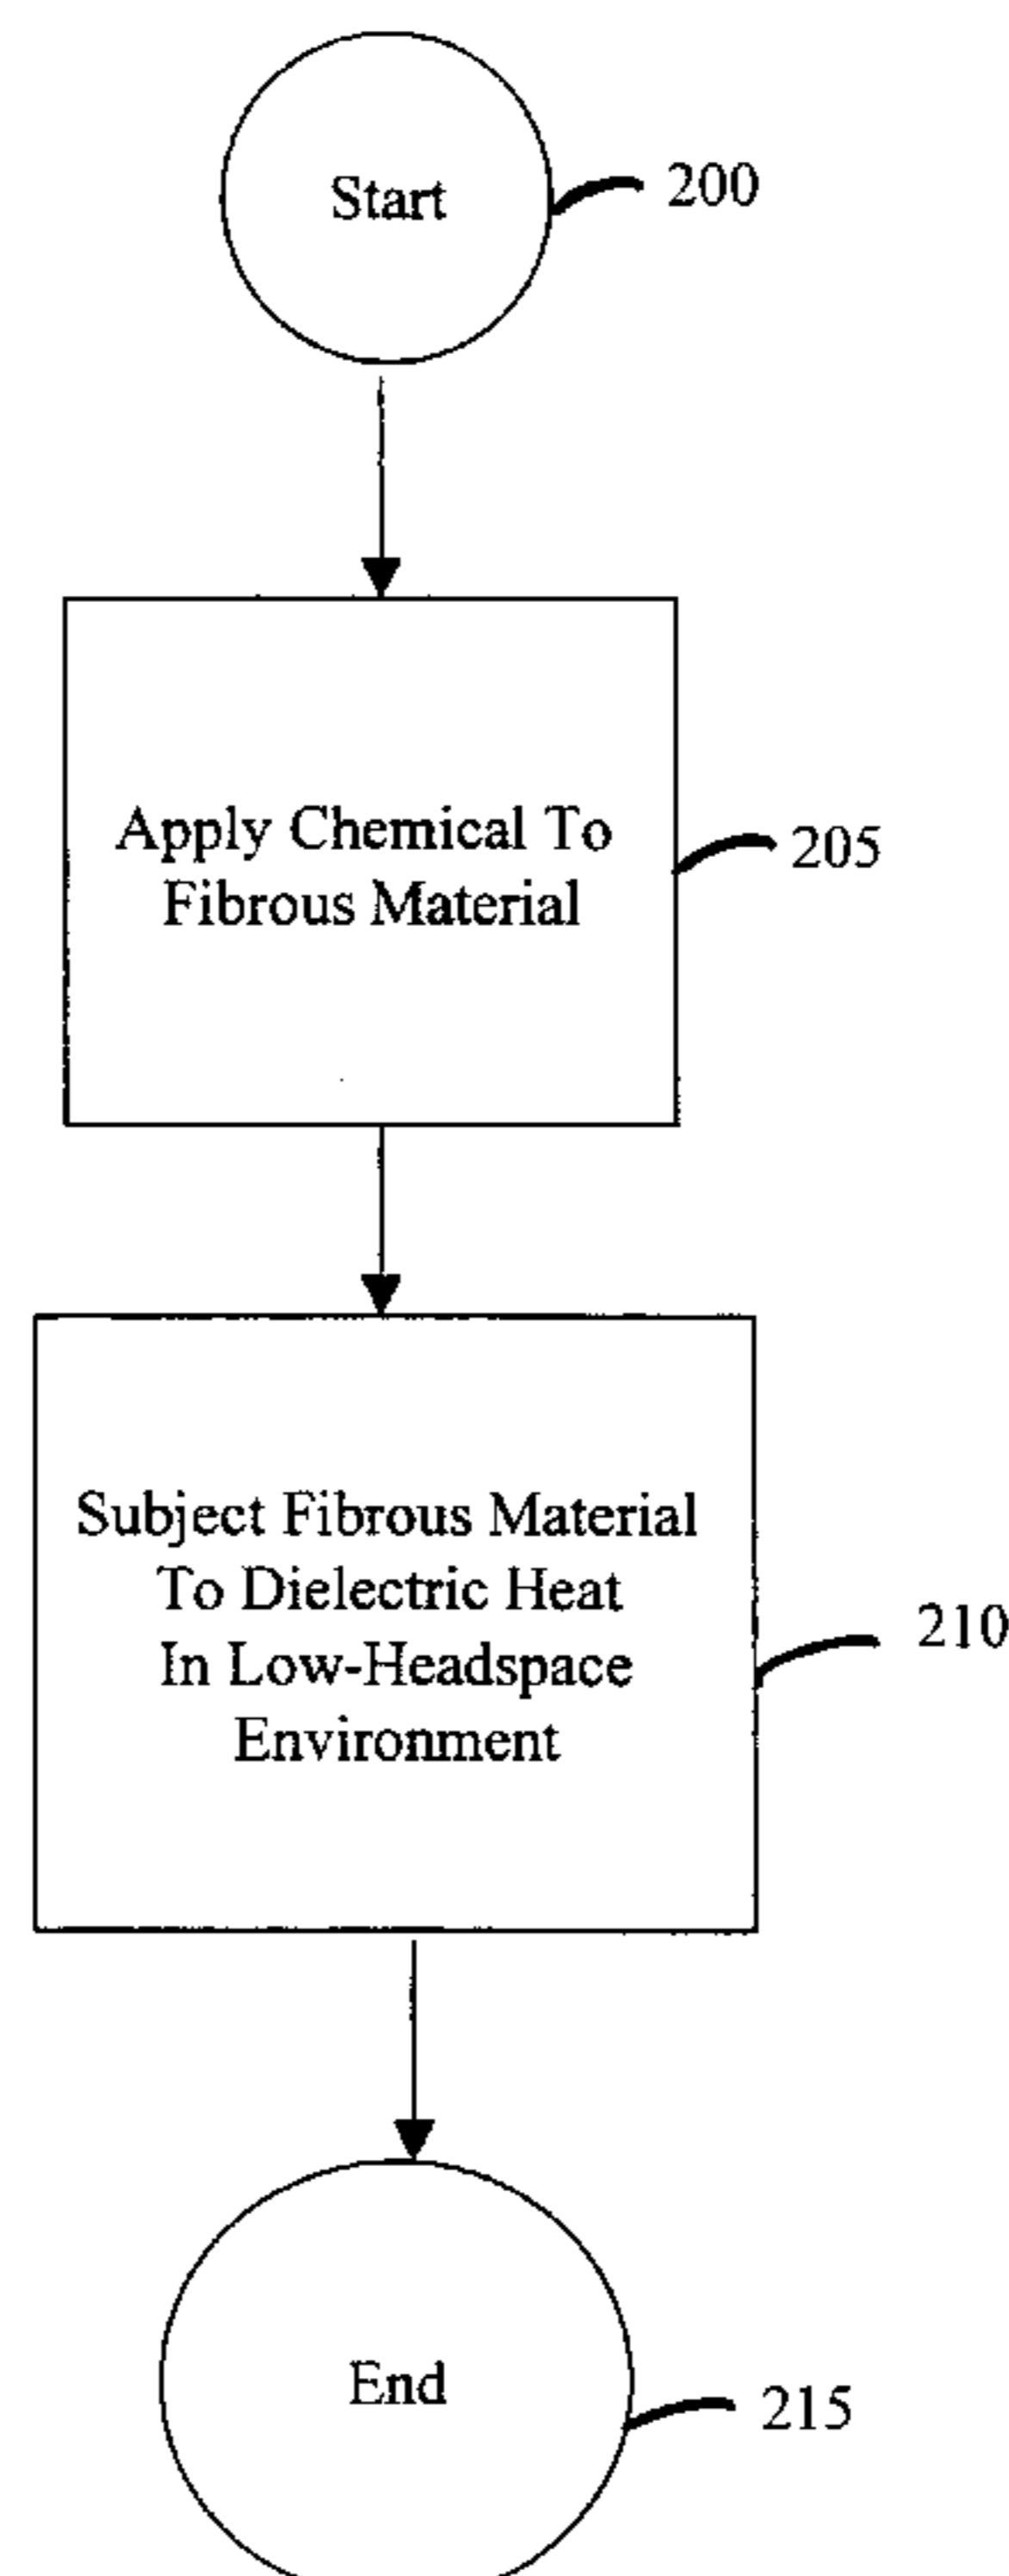 Start
200
Apply Chemical To
Fibrous Material
205
Subject Fibrous Material
To Dielectric Heat
In Low-Headspace
Environment
210
End
215